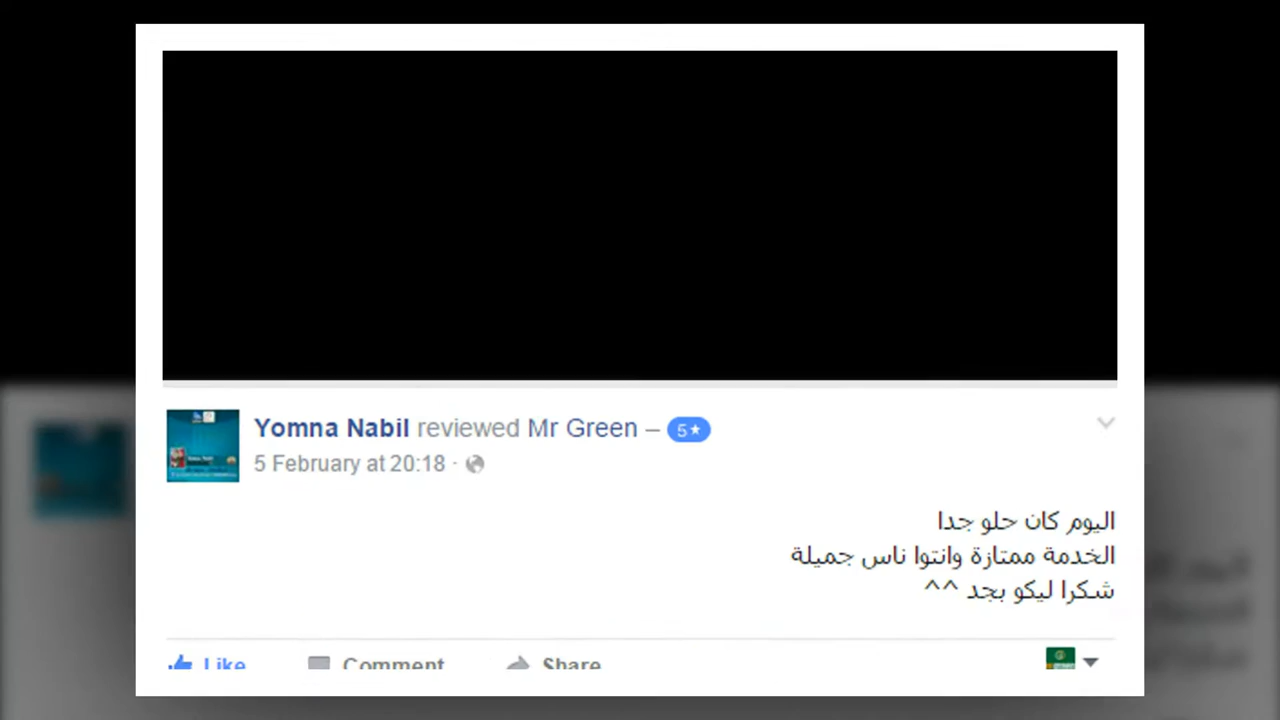 Yomna Nabil reviewed Mr Green – 5★
5 February at 20:18 ·
اليوم كان حلو جدا
الخدمة ممتازة وانتوا ناس جميلة
شكرا ليكو بجد ^^
Like Comment Share